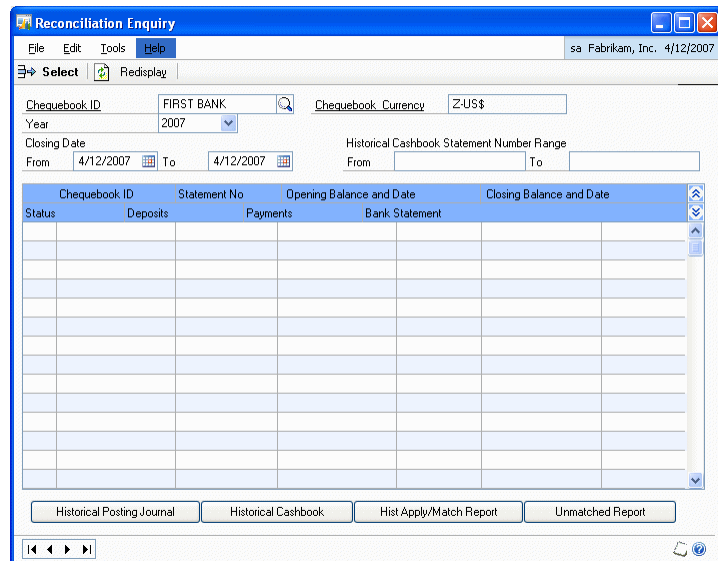 Reconciliation Enquiry
File Edit Tools Help sa Fabrikam, Inc. 4/12/2007
Select Redisplay
Chequebook ID FIRST BANK Chequebook Currency Z-US$
Year 2007
Closing Date Historical Cashbook Statement Number Range
From 4/12/2007 To 4/12/2007 From To
Chequebook ID Statement No Opening Balance and Date Closing Balance and Date
Status Deposits Payments Bank Statement
Historical Posting Journal Historical Cashbook Hist Apply/Match Report Unmatched Report